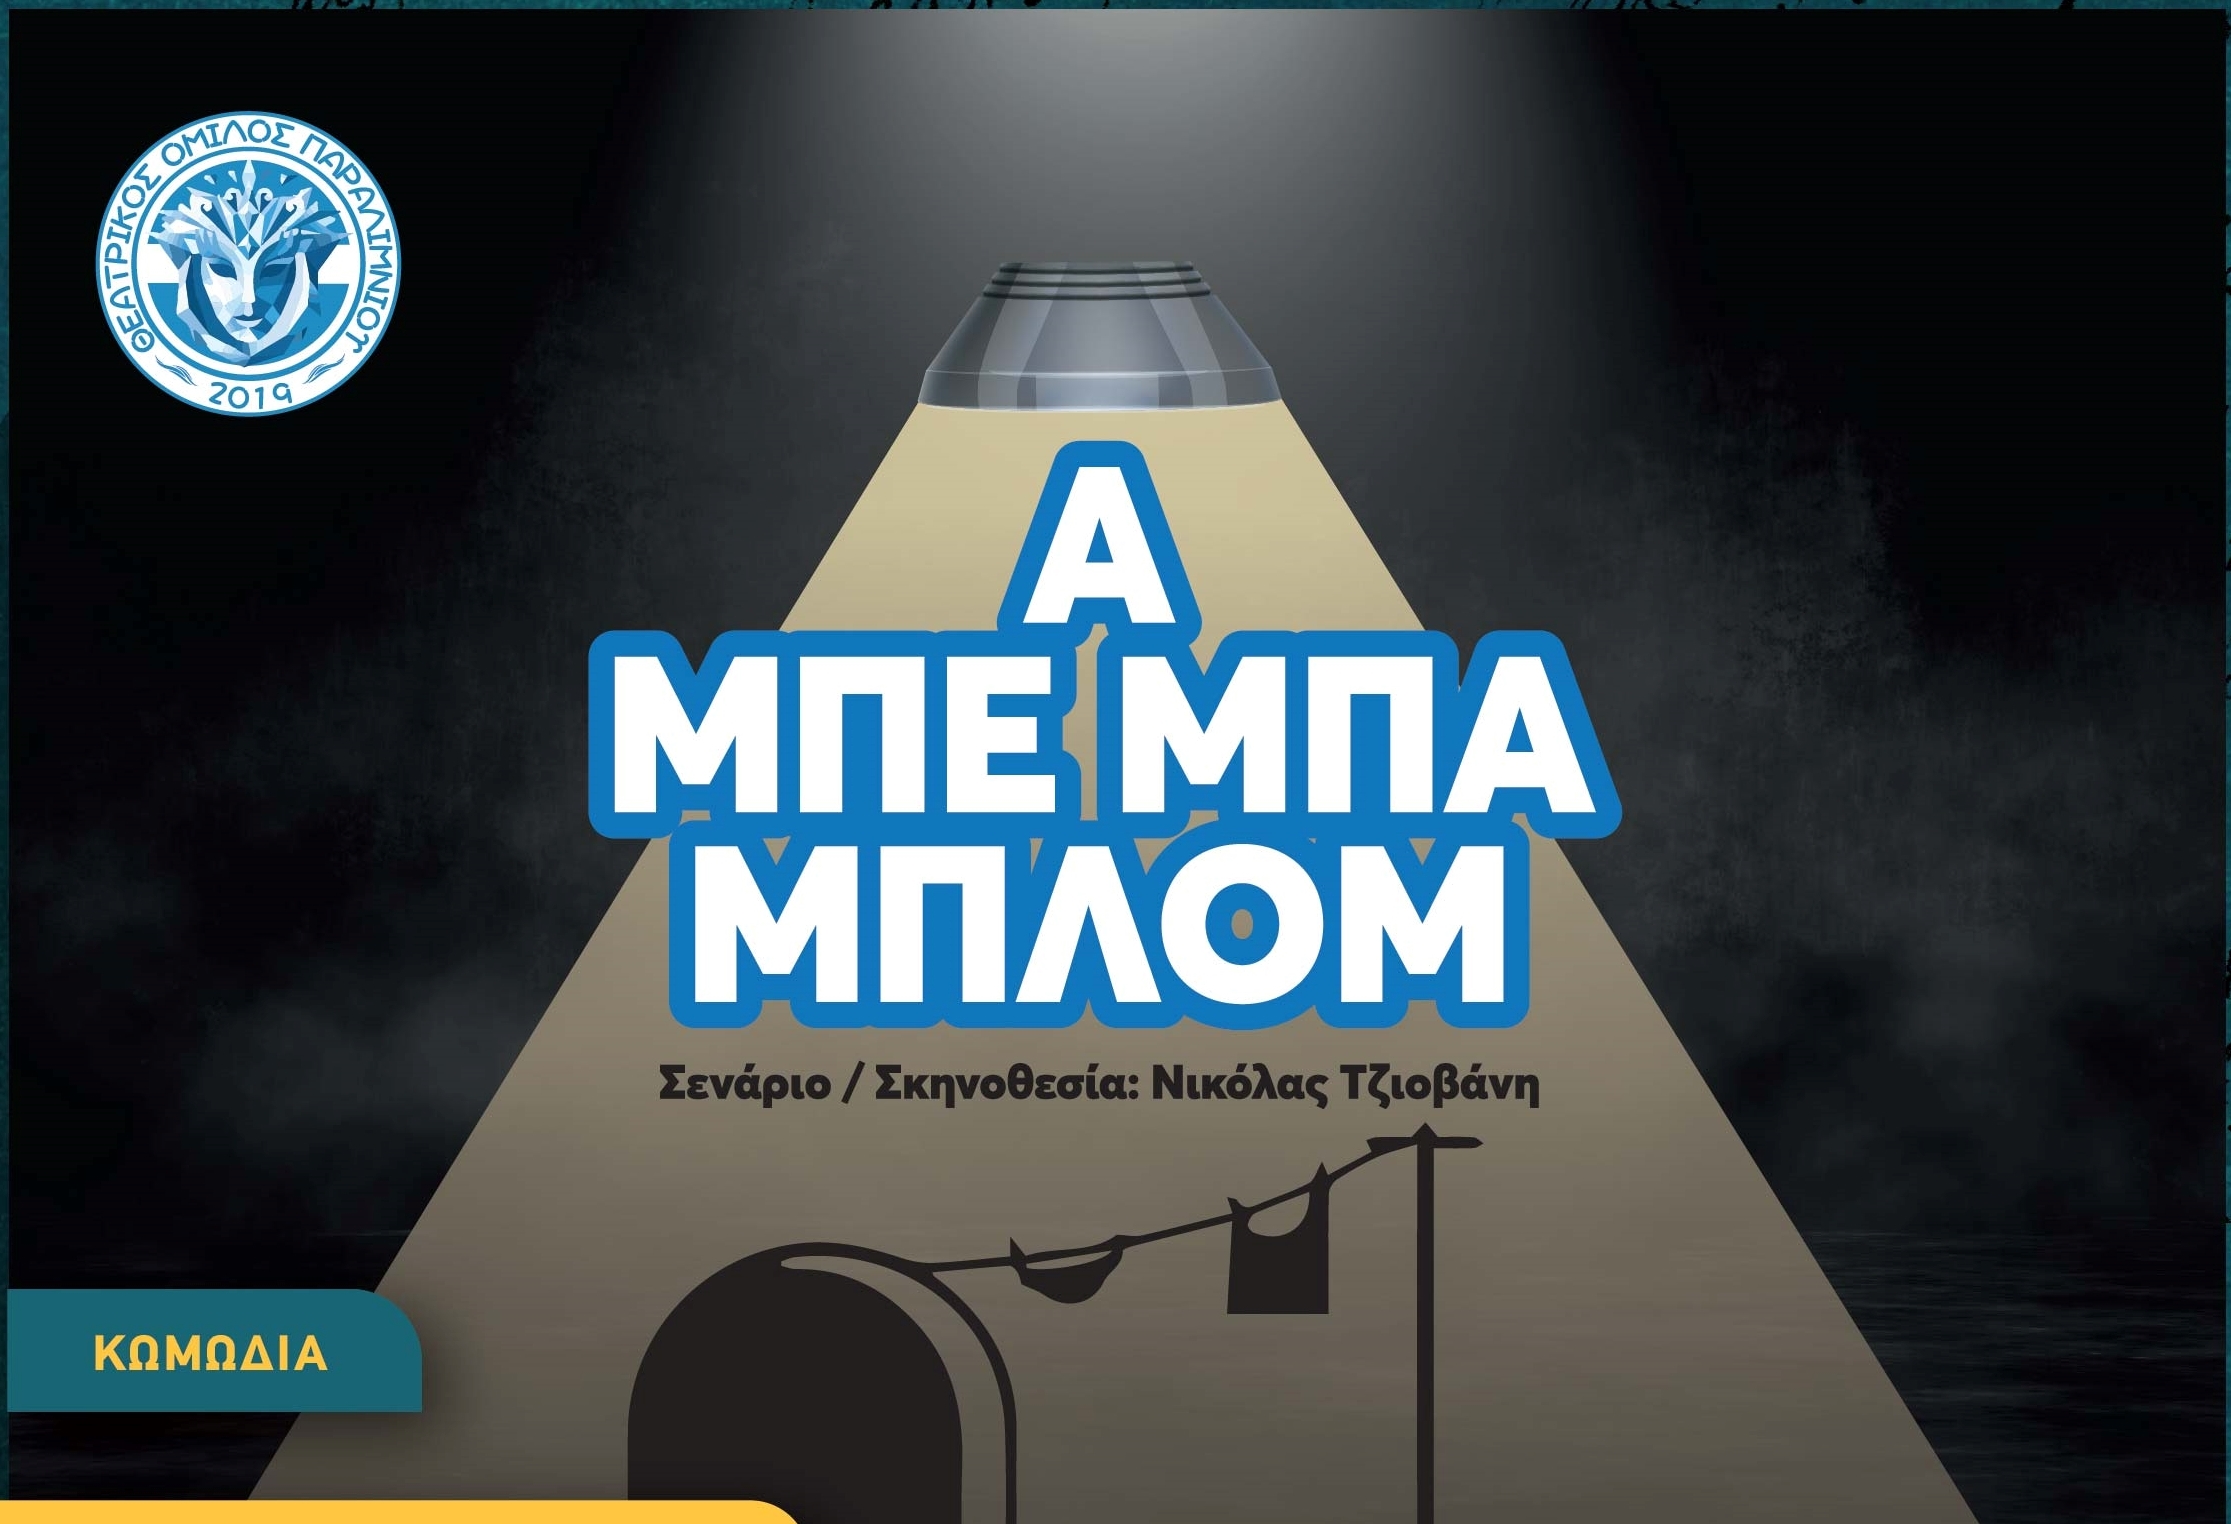 ΘΕΑΤΡΙΚΟΣ ΟΜΙΛΟΣ ΠΑΡΑΛΙΜΝΙΟΥ
2019
Α
ΜΠΕ ΜΠΑ
ΜΠΛΟΜ
Σενάριο / Σκηνοθεσία: Νικόλας Τζιοβάνη
ΚΩΜΩΔΙΑ